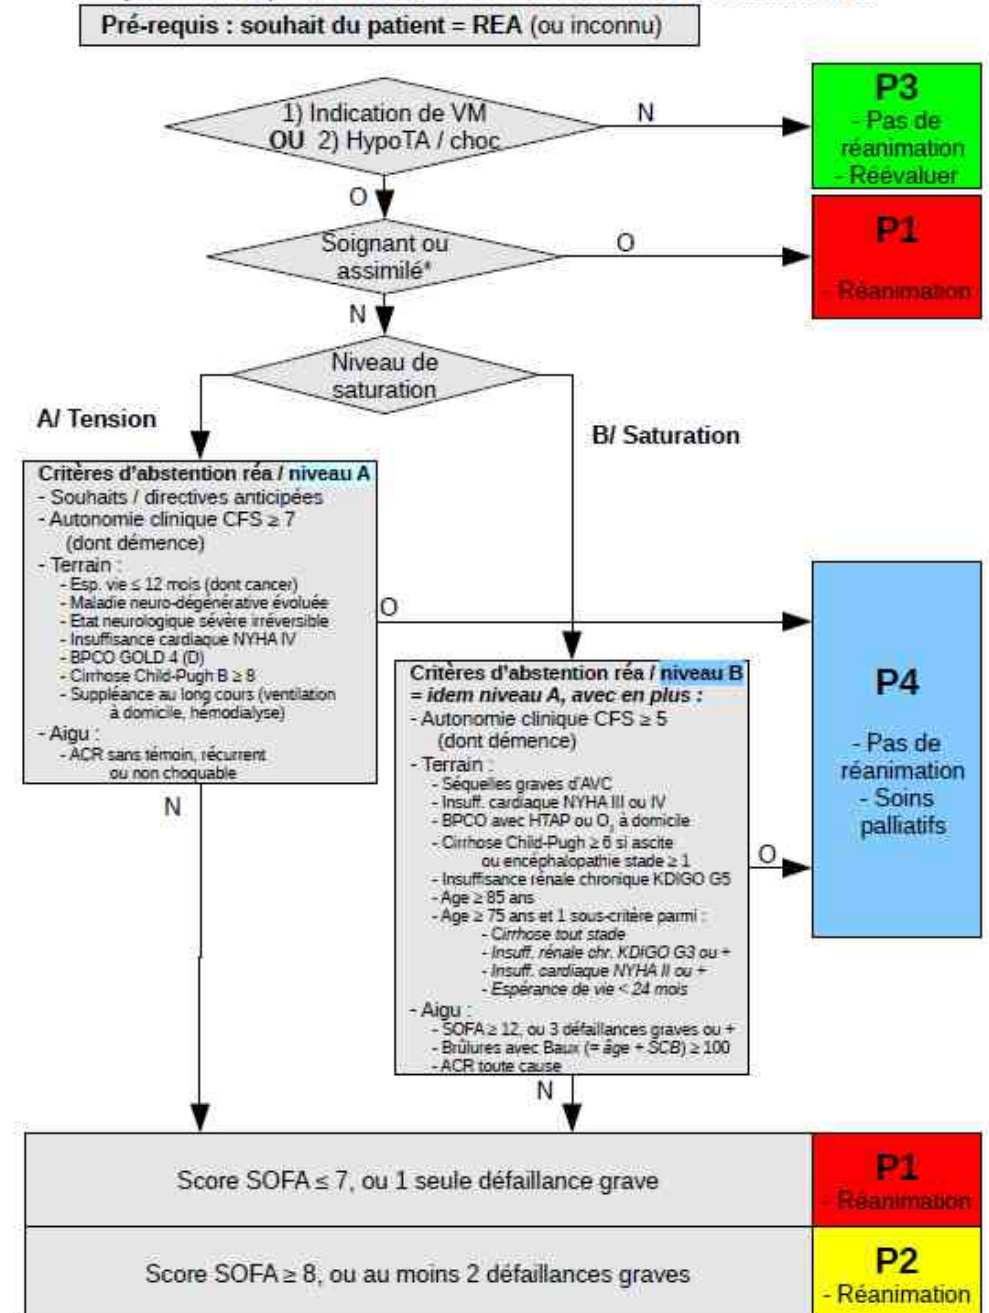 Pré-requis : souhait du patient = REA (ou inconnu)
1) Indication de VM
OU 2) HypoTA / choc
N
P3
- Pas de
réanimation
- Réévaluer
O
Soignant ou
assimilé*
O
P1
- Réanimation
N
Niveau de
saturation
A/ Tension
B/ Saturation
Critères d'abstention réa / niveau A
- Souhaits / directives anticipées
- Autonomie clinique CFS ≥ 7
(dont démence)
- Terrain :
- Esp. vie ≤ 12 mois (dont cancer)
- Maladie neuro-dégénérative évoluée
- Etat neurologique sévère irréversible
- Insuffisance cardiaque NYHA IV
- BPCO GOLD 4 (D)
- Cirrhose Child-Pugh B ≥ 8
- Suppléance au long cours (ventilation
à domicile, hémodialyse)
- Aigu :
- ACR sans témoin, récurrent
ou non choquable
O
N
Critères d'abstention réa / niveau B
= idem niveau A, avec en plus :
- Autonomie clinique CFS ≥ 5
(dont démence)
- Terrain :
- Séquelles graves d'AVC
- Insuff. cardiaque NYHA III ou IV
- BPCO avec HTAP ou O₂ à domicile
- Cirrhose Child-Pugh ≥ 6 si ascite
ou encéphalopathie stade ≥ 1
- Insuffisance rénale chronique KDIGO G5
- Age ≥ 85 ans
- Age ≥ 75 ans et 1 sous-critère parmi :
- Cirrhose tout stade
- Insuff. rénale chr. KDIGO G3 ou +
- Insuff. cardiaque NYHA II ou +
- Espérance de vie < 24 mois
- Aigu :
- SOFA ≥ 12, ou 3 défaillances graves ou +
- Brûlures avec Baux (= âge + SCB) ≥ 100
- ACR toute cause
O
N
P4
- Pas de
réanimation
- Soins
palliatifs
Score SOFA ≤ 7, ou 1 seule défaillance grave
P1
- Réanimation
Score SOFA ≥ 8, ou au moins 2 défaillances graves
P2
- Réanimation